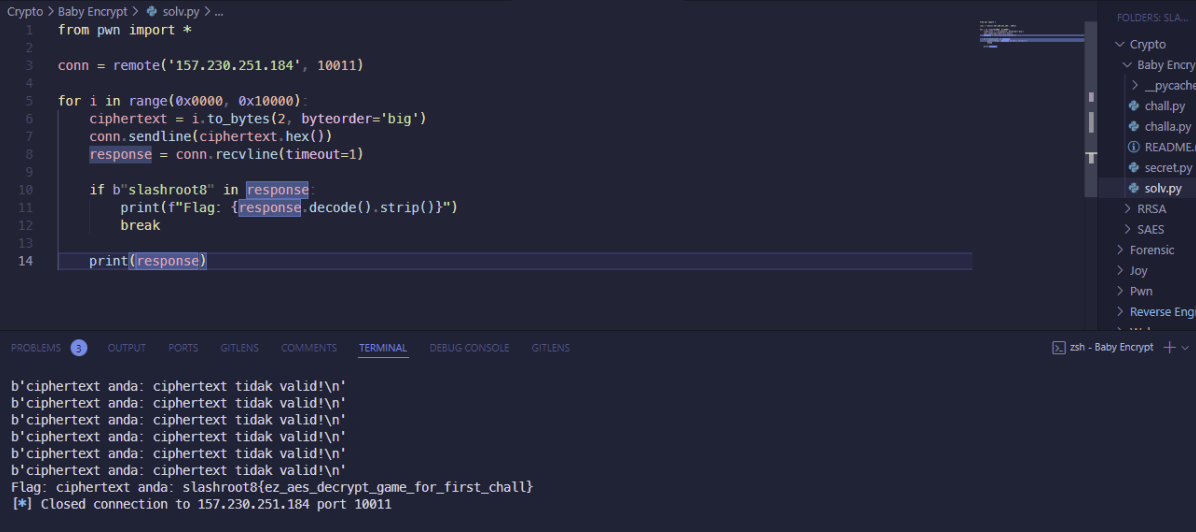 Crypto > Baby Encrypt > solv.py > ...
1 from pwn import *
2
3 conn = remote('157.230.251.184', 10011)
4
5 for i in range(0x0000, 0x10000):
6 ciphertext = i.to_bytes(2, byteorder='big')
7 conn.sendline(ciphertext.hex())
8 response = conn.recvline(timeout=1)
9
10 if b"slashroot8" in response:
11 print(f"Flag: {response.decode().strip()}")
12 break
13
14 print(response)
FOLDERS: SLA...
Crypto
Baby Encry
__pycache
chall.py
challa.py
README.
secret.py
solv.py
RRSA
SAES
Forensic
Joy
Pwn
Reverse Engi
PROBLEMS 3 OUTPUT PORTS GITLENS COMMENTS TERMINAL DEBUG CONSOLE GITLENS
zsh - Baby Encrypt
b'ciphertext anda: ciphertext tidak valid!\n'
b'ciphertext anda: ciphertext tidak valid!\n'
b'ciphertext anda: ciphertext tidak valid!\n'
b'ciphertext anda: ciphertext tidak valid!\n'
b'ciphertext anda: ciphertext tidak valid!\n'
b'ciphertext anda: ciphertext tidak valid!\n'
Flag: ciphertext anda: slashroot8{ez_aes_decrypt_game_for_first_chall}
[*] Closed connection to 157.230.251.184 port 10011